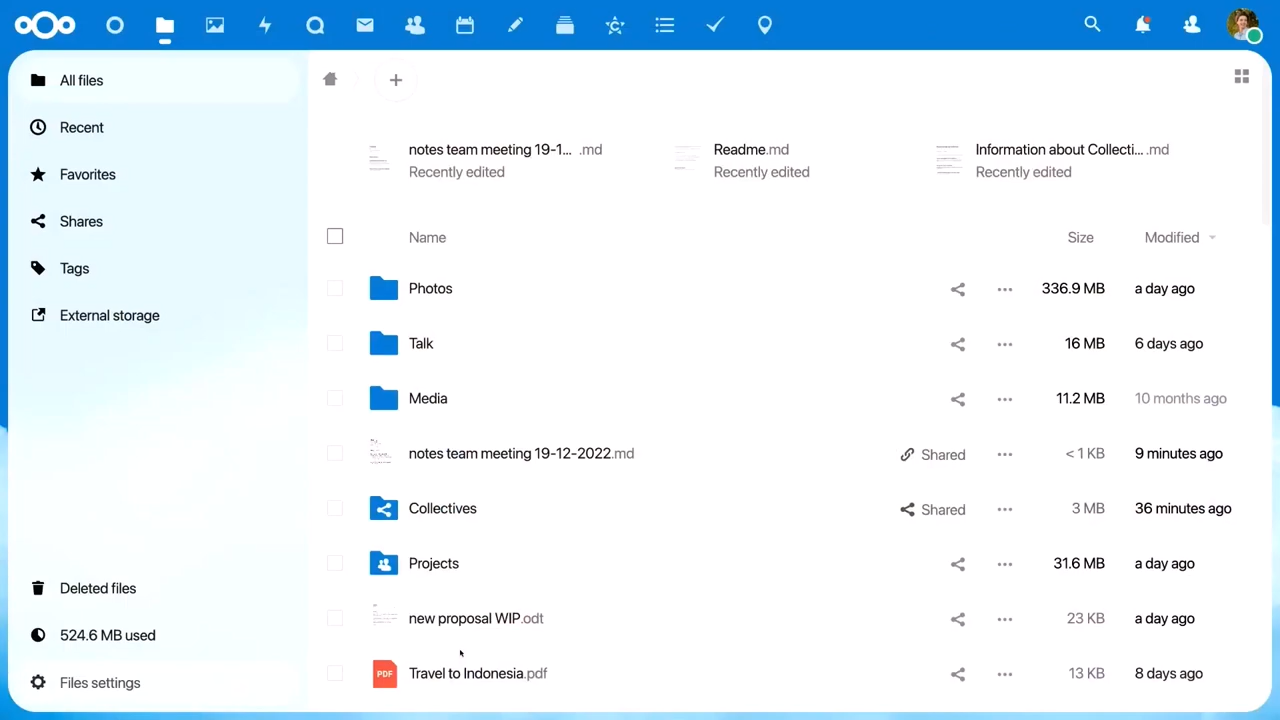 All files
Recent
Favorites
Shares
Tags
External storage
Deleted files
524.6 MB used
Files settings
notes team meeting 19-1... .md
Recently edited
Readme.md
Recently edited
Information about Collecti... .md
Recently edited
Name Size Modified
Photos 336.9 MB a day ago
Talk 16 MB 6 days ago
Media 11.2 MB 10 months ago
notes team meeting 19-12-2022.md Shared < 1 KB 9 minutes ago
Collectives Shared 3 MB 36 minutes ago
Projects 31.6 MB a day ago
new proposal WIP.odt 23 KB a day ago
PDF Travel to Indonesia.pdf 13 KB 8 days ago